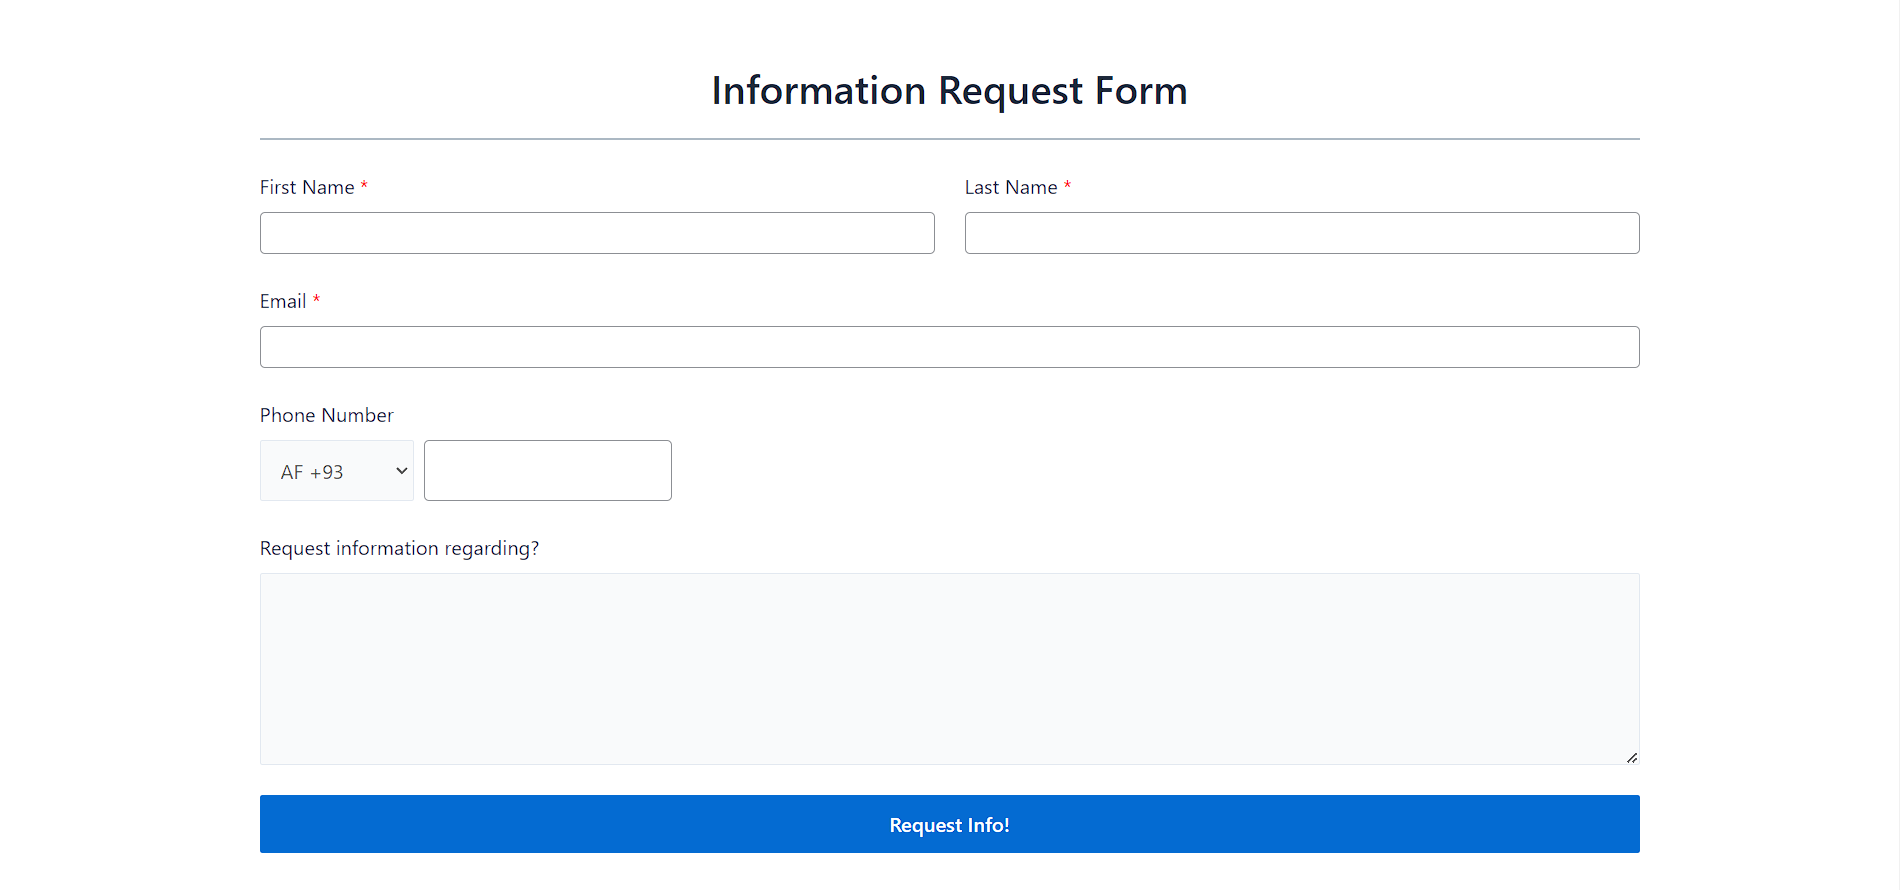 Information Request Form
First Name *
Last Name *
Email *
Phone Number
AF +93
Request information regarding?
Request Info!